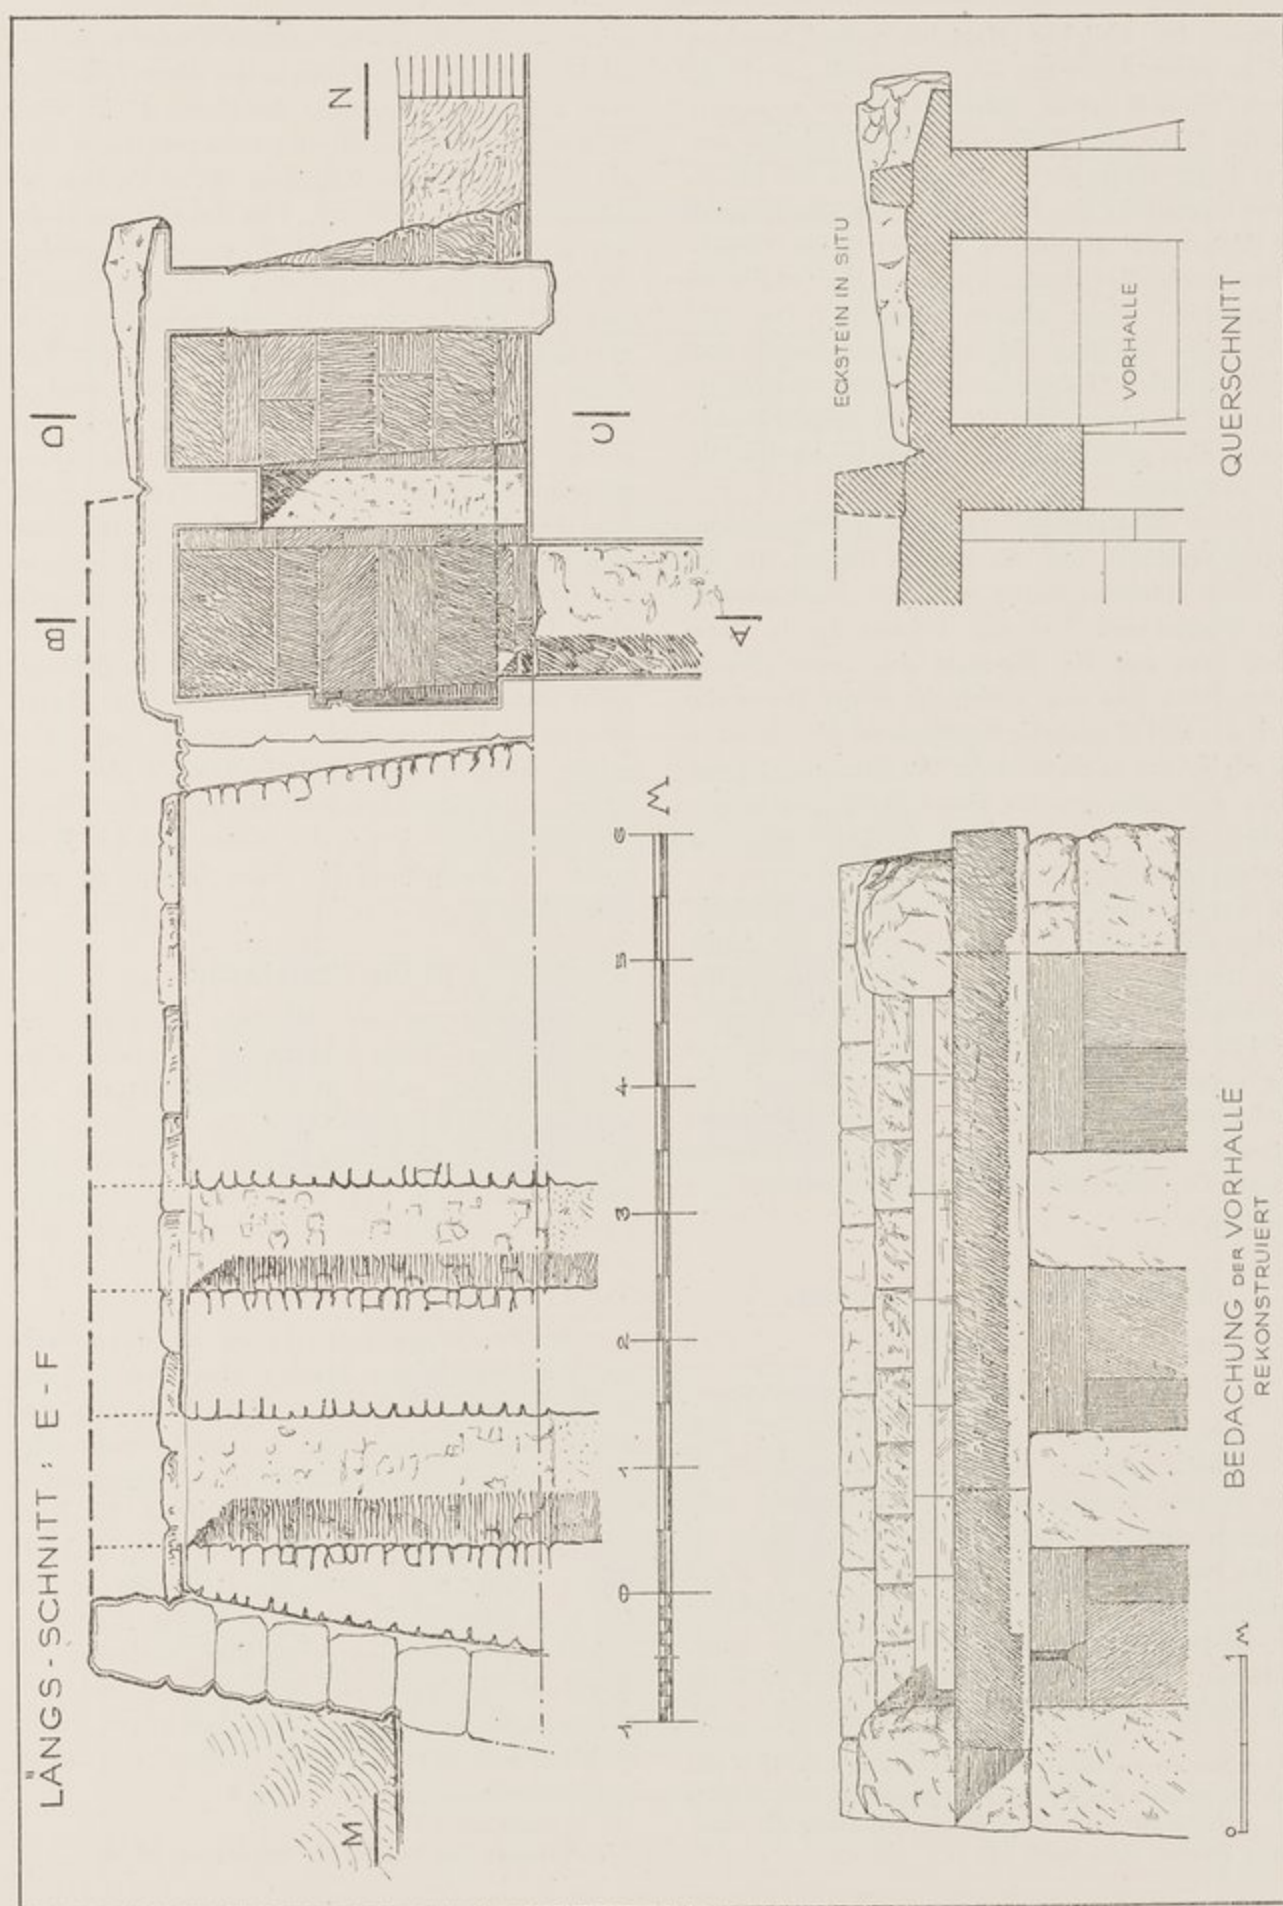 LÄNGS-SCHNITT : E - F
B
D
N
M
A
C
1
0
1
2
3
4
5
6
M
ECKSTEIN IN SITU
VORHALLE
QUERSCHNITT
BEDACHUNG DER VORHALLE
REKONSTRUIERT
0
1 M